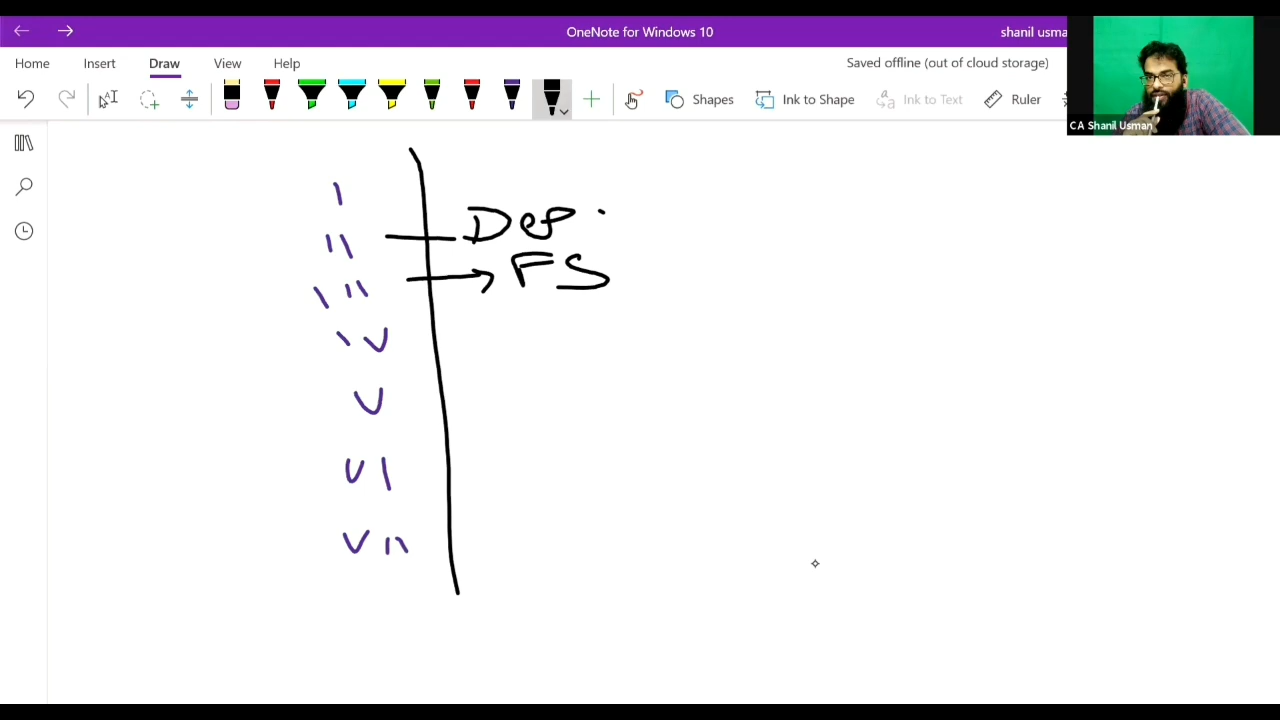 OneNote for Windows 10
shanil usma
Home Insert Draw View Help
Saved offline (out of cloud storage)
Shapes Ink to Shape Ink to Text Ruler
CA Shanil Usman
I
II Dep.
III FS
IV
V
VI
VII